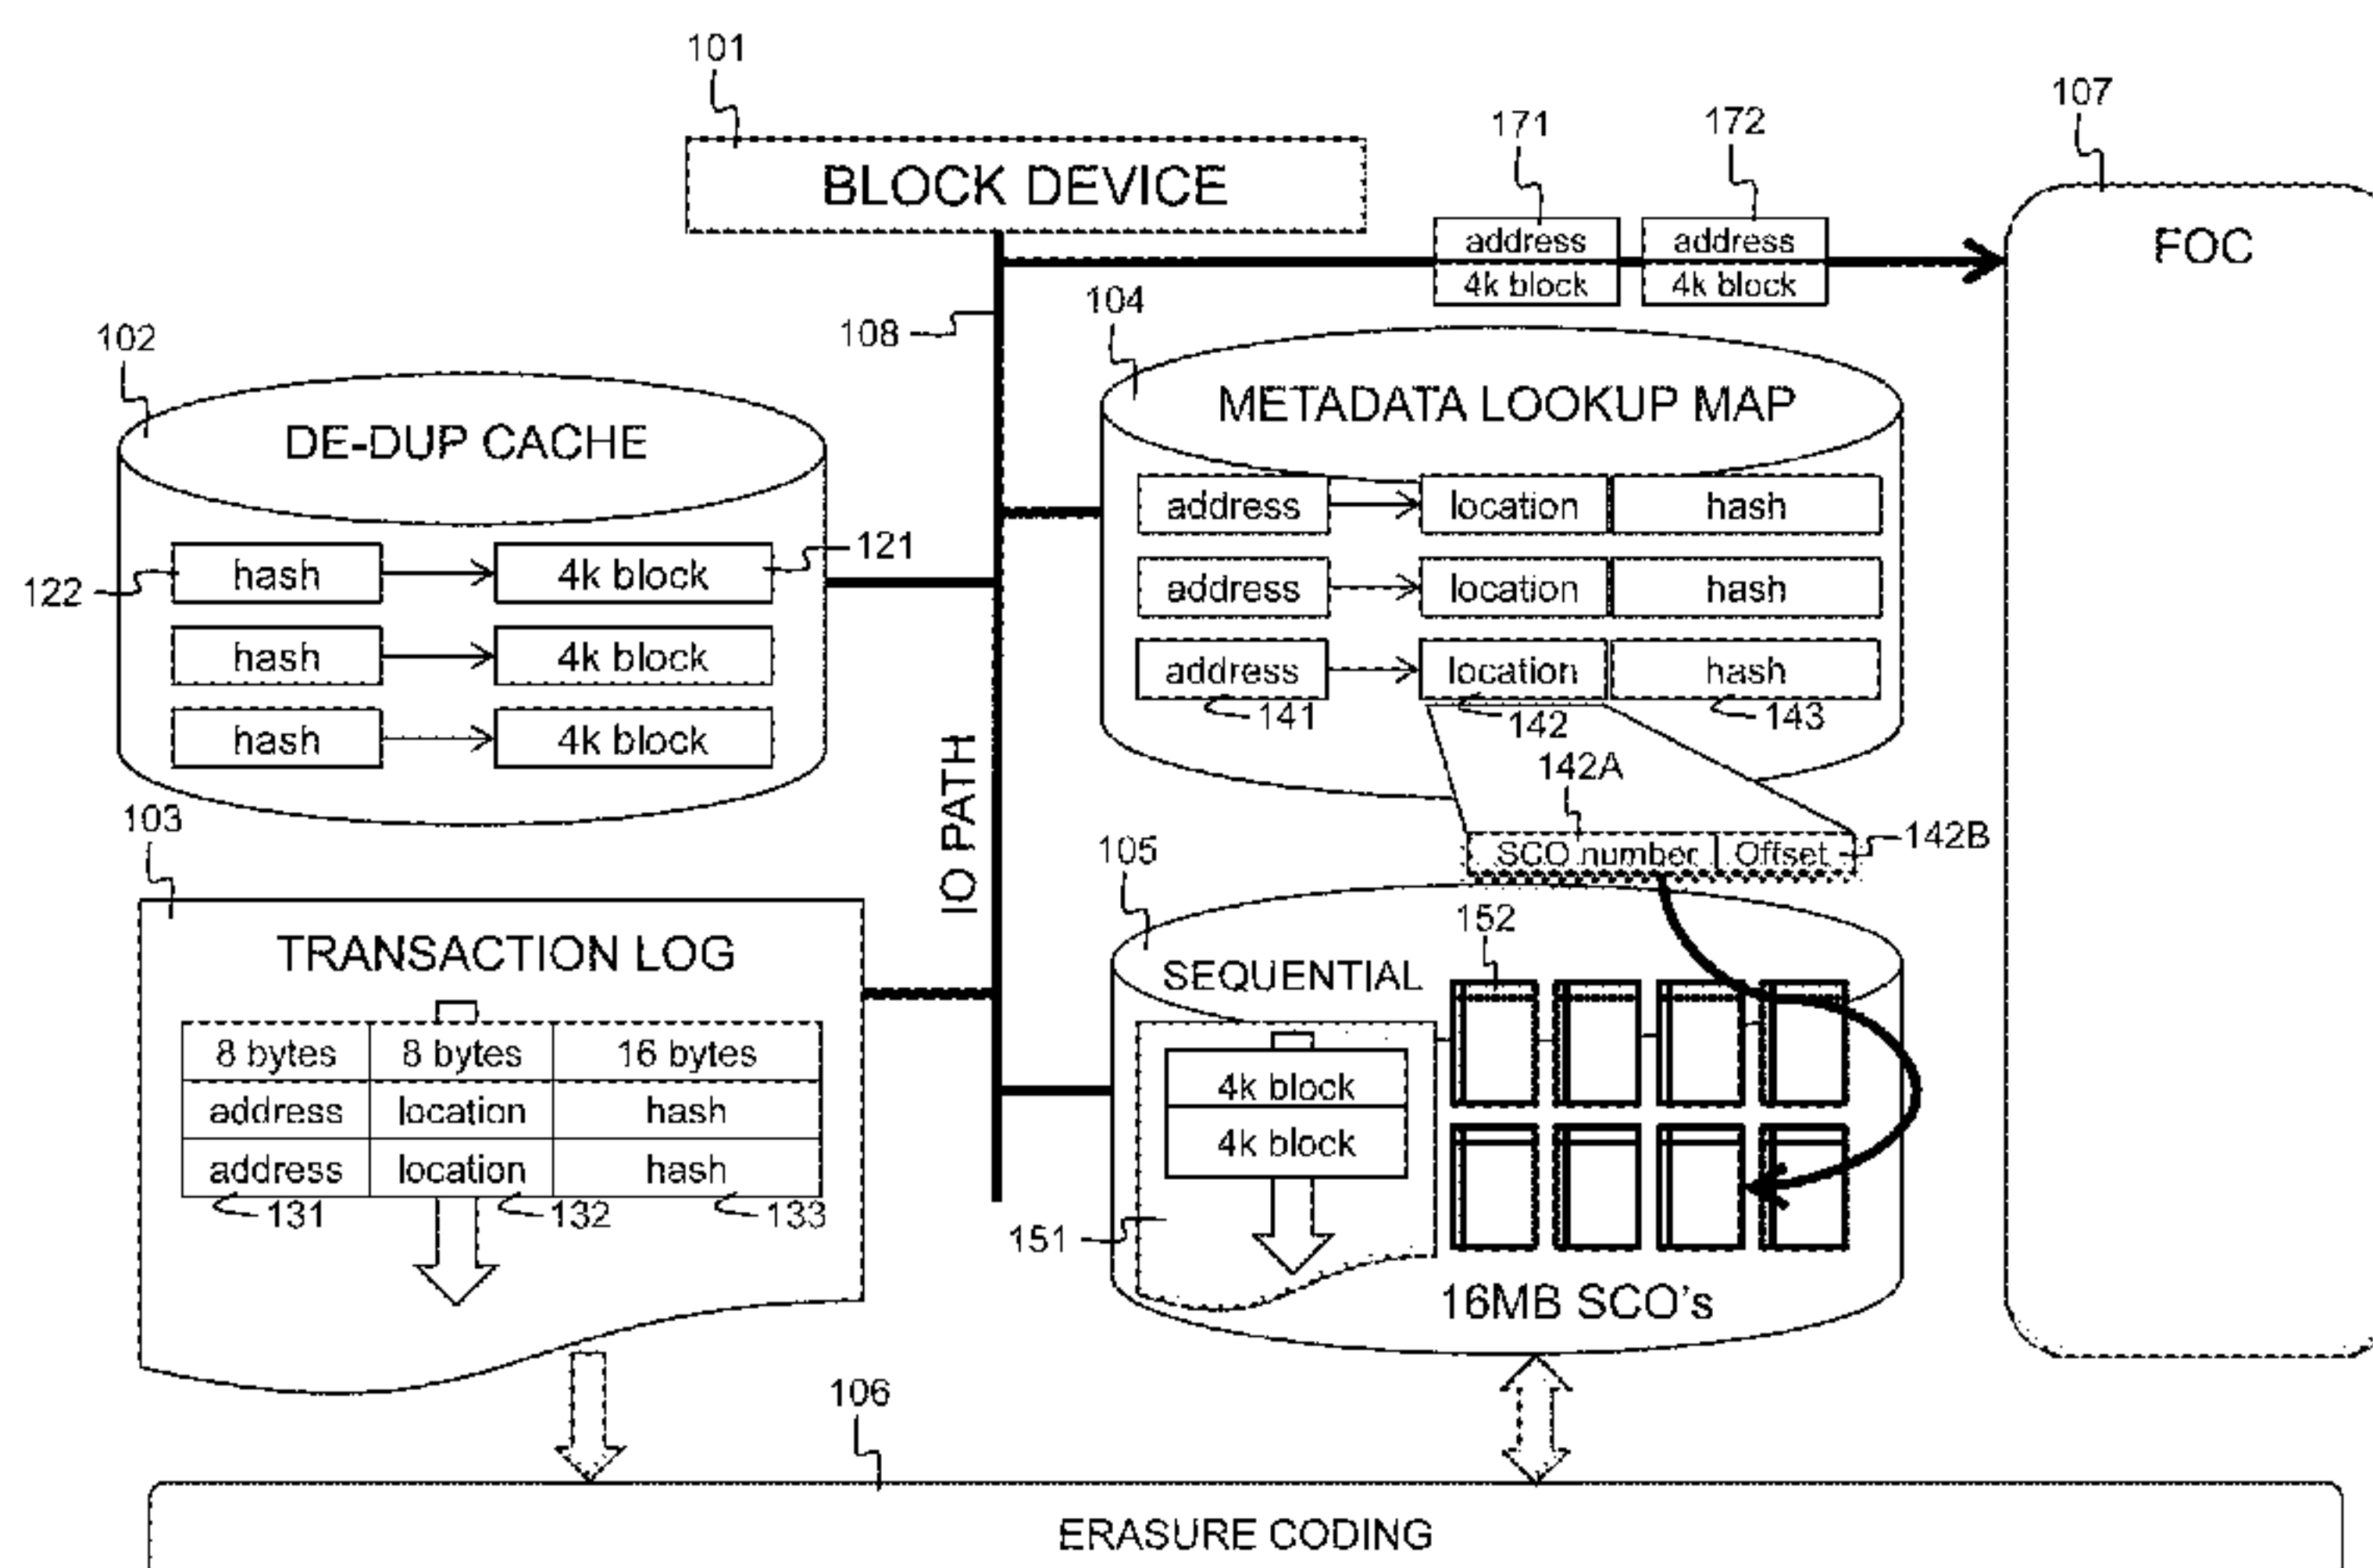 101
BLOCK DEVICE
171
172
107
address
address
4k block
4k block
FOC
108
102
DE-DUP CACHE
122
hash
4k block
121
hash
4k block
hash
4k block
104
METADATA LOOKUP MAP
address
location
hash
address
location
hash
address
location
hash
141
142
143
142A
SCO number
Offset
142B
IO PATH
103
TRANSACTION LOG
8 bytes
8 bytes
16 bytes
address
location
hash
address
location
hash
131
132
133
105
SEQUENTIAL
152
4k block
4k block
151
16MB SCO's
106
ERASURE CODING